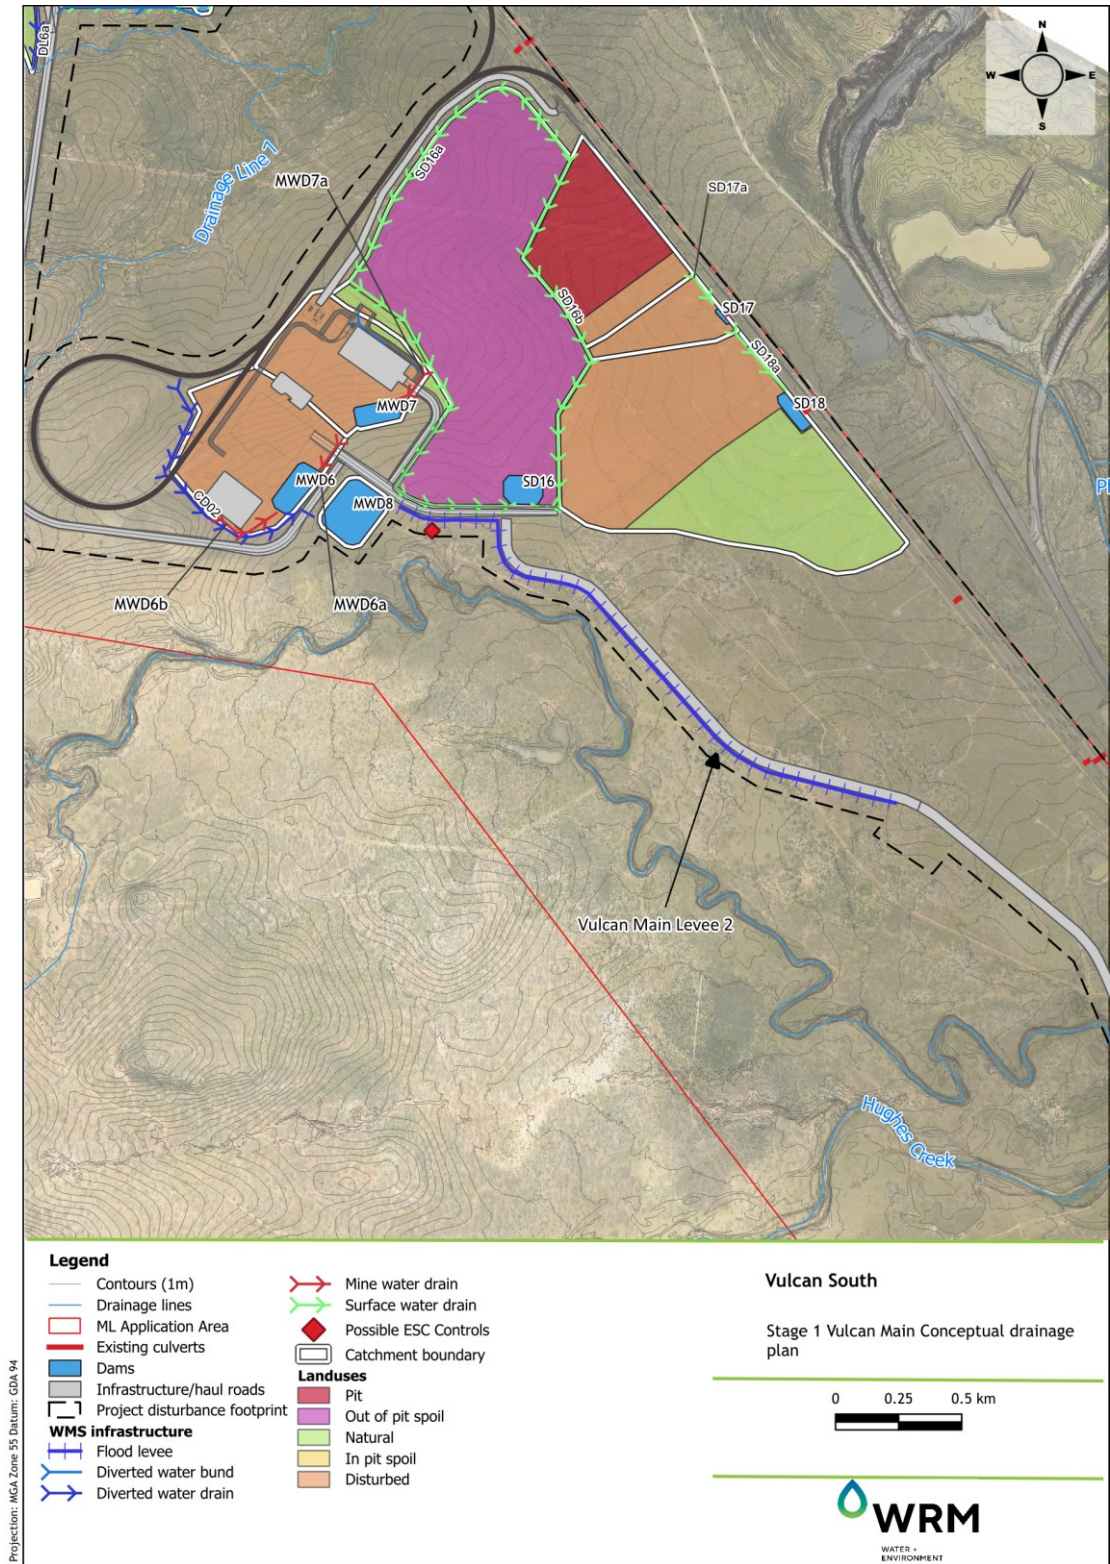 DL6a
N
W
E
S
Drainage Line 7
MWD7a
SD16a
SD17a
SD17
SD16b
SD18a
SD18
MWD7
MWD6
SD16
MWD8
CD02
MWD6b
MWD6a
Vulcan Main Levee 2
Hughes Creek
Legend
Contours (1m)
Drainage lines
ML Application Area
Existing culverts
Dams
Infrastructure/haul roads
Project disturbance footprint
WMS infrastructure
Flood levee
Diverted water bund
Diverted water drain
Mine water drain
Surface water drain
Possible ESC Controls
Catchment boundary
Landuses
Pit
Out of pit spoil
Natural
In pit spoil
Disturbed
Vulcan South
Stage 1 Vulcan Main Conceptual drainage
plan
0 0.25 0.5 km
WRM
WATER +
ENVIRONMENT
Projection: MGA Zone 55 Datum: GDA 94